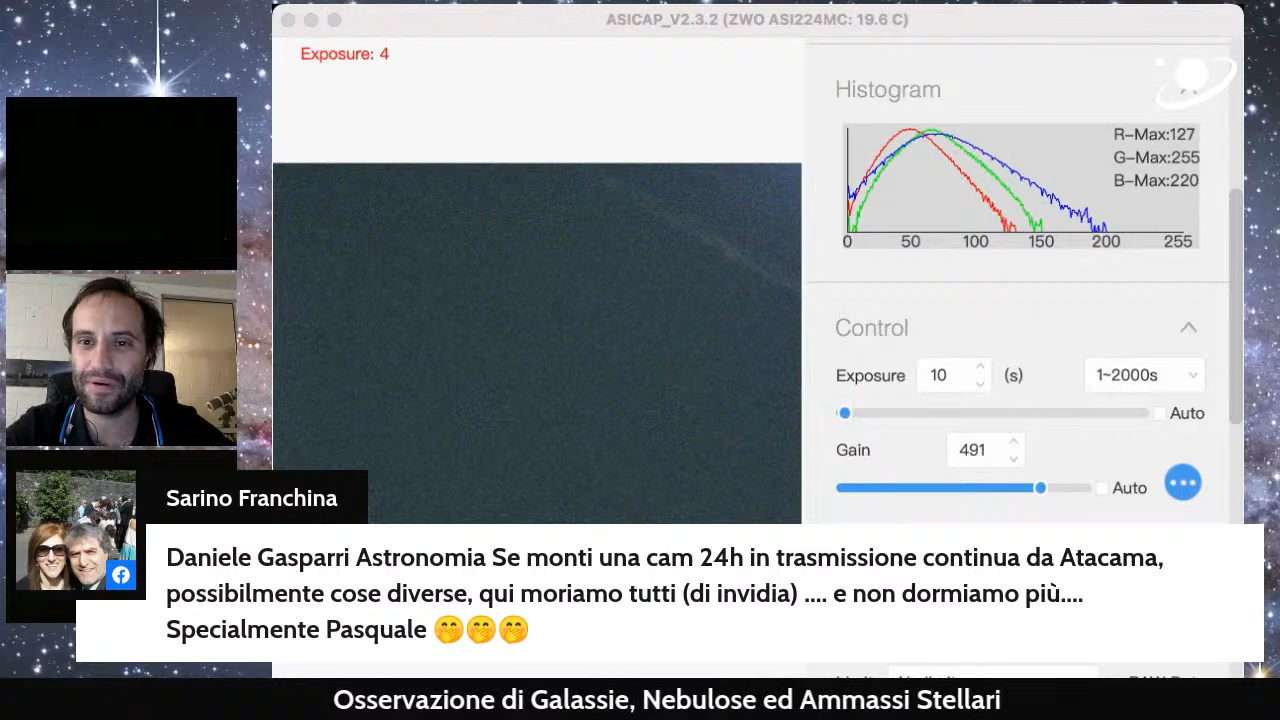 ASICAP_V2.3.2 (ZWO ASI224MC: 19.6 C)
Exposure: 4
Histogram
R-Max:127
G-Max:255
B-Max:220
0 50 100 150 200 255
Control
Exposure 10 (s) 1~2000s
Auto
Gain 491
Auto
Sarino Franchina
Daniele Gasparri Astronomia Se monti una cam 24h in trasmissione continua da Atacama,
possibilmente cose diverse, qui moriamo tutti (di invidia) .... e non dormiamo più....
Specialmente Pasquale 🤭🤭🤭
Osservazione di Galassie, Nebulose ed Ammassi Stellari